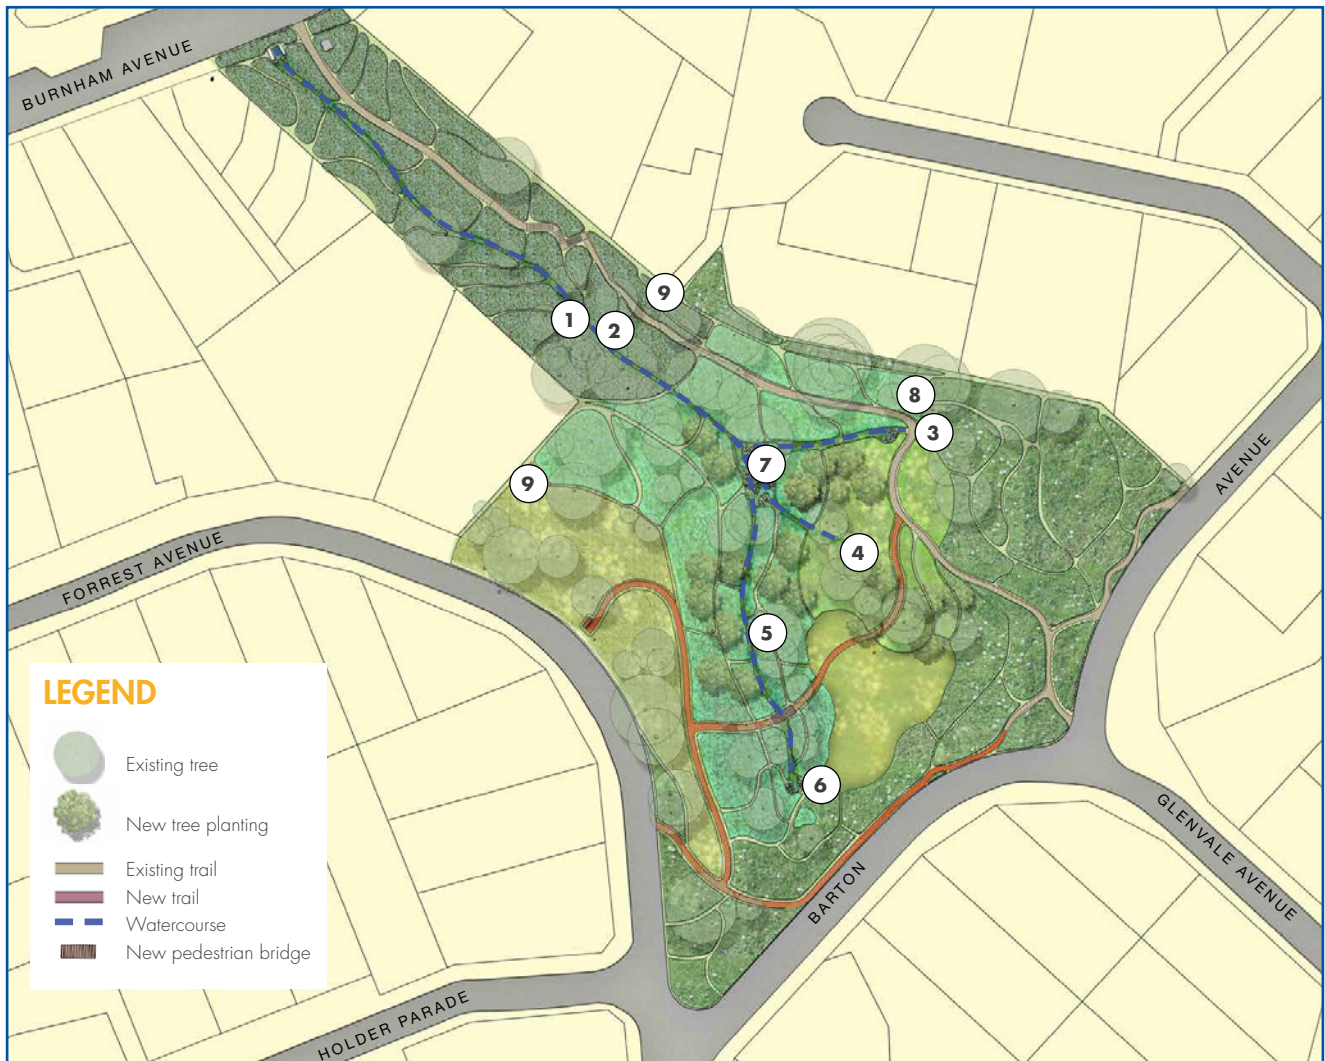 BURNHAM AVENUE
9
1
2
8
3
7
9
AVENUE
4
FORREST AVENUE
5
LEGEND
Existing tree
New tree planting
Existing trail
New trail
Watercourse
New pedestrian bridge
6
GLENVALE AVENUE
BARTON
HOLDER PARADE